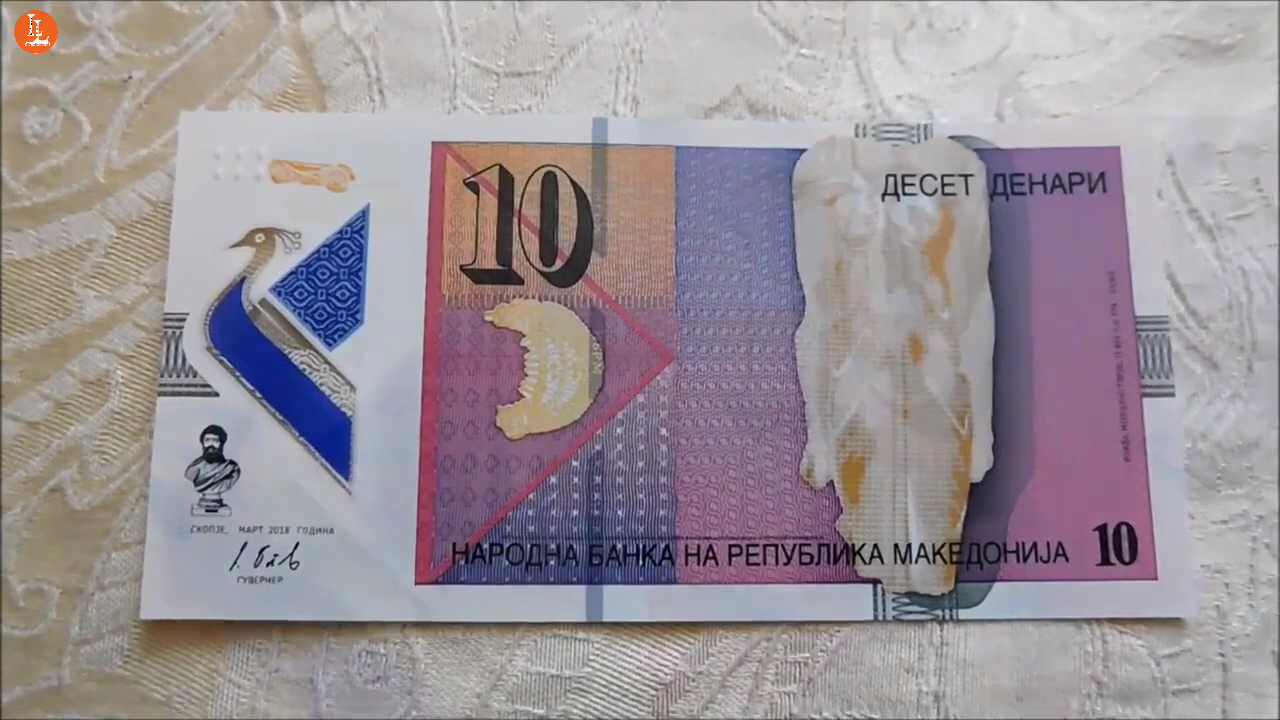 L
10
ДЕСЕТ ДЕНАРИ
СКОПЈЕ, МАРТ 2018 ГОДИНА
ГУВЕРНЕР
НАРОДНА БАНКА НА РЕПУБЛИКА МАКЕДОНИЈА
10